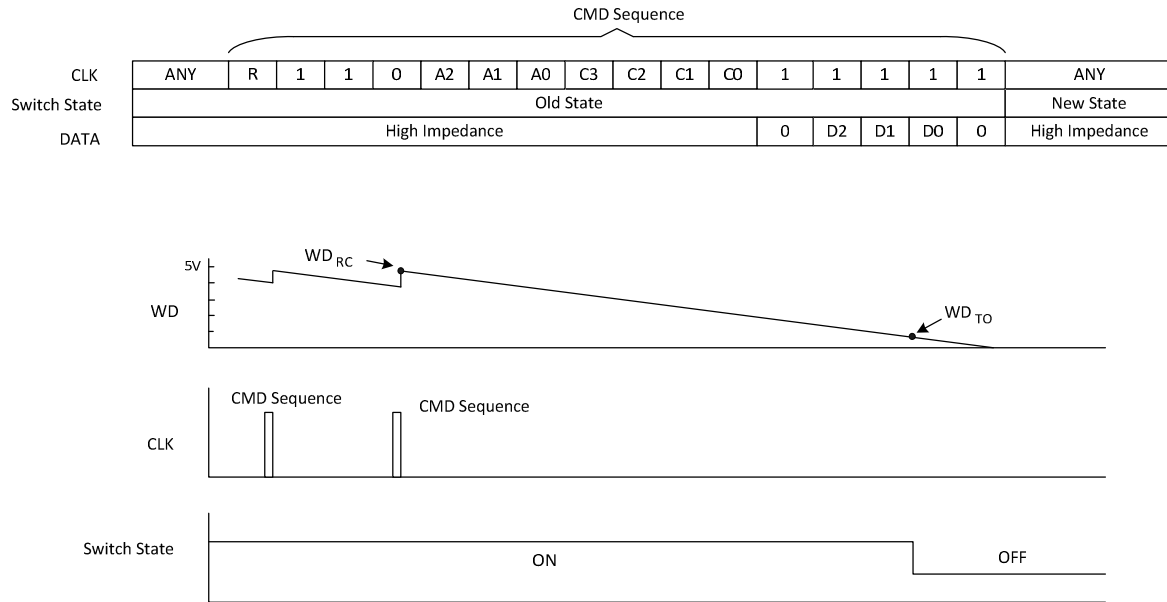 CMD Sequence
CLK ANY R 1 1 0 A2 A1 A0 C3 C2 C1 C0 1 1 1 1 1 ANY
Switch State Old State New State
DATA High Impedance 0 D2 D1 D0 0 High Impedance
WD RC
5V
WD
WD TO
CMD Sequence
CMD Sequence
CLK
Switch State
ON
OFF